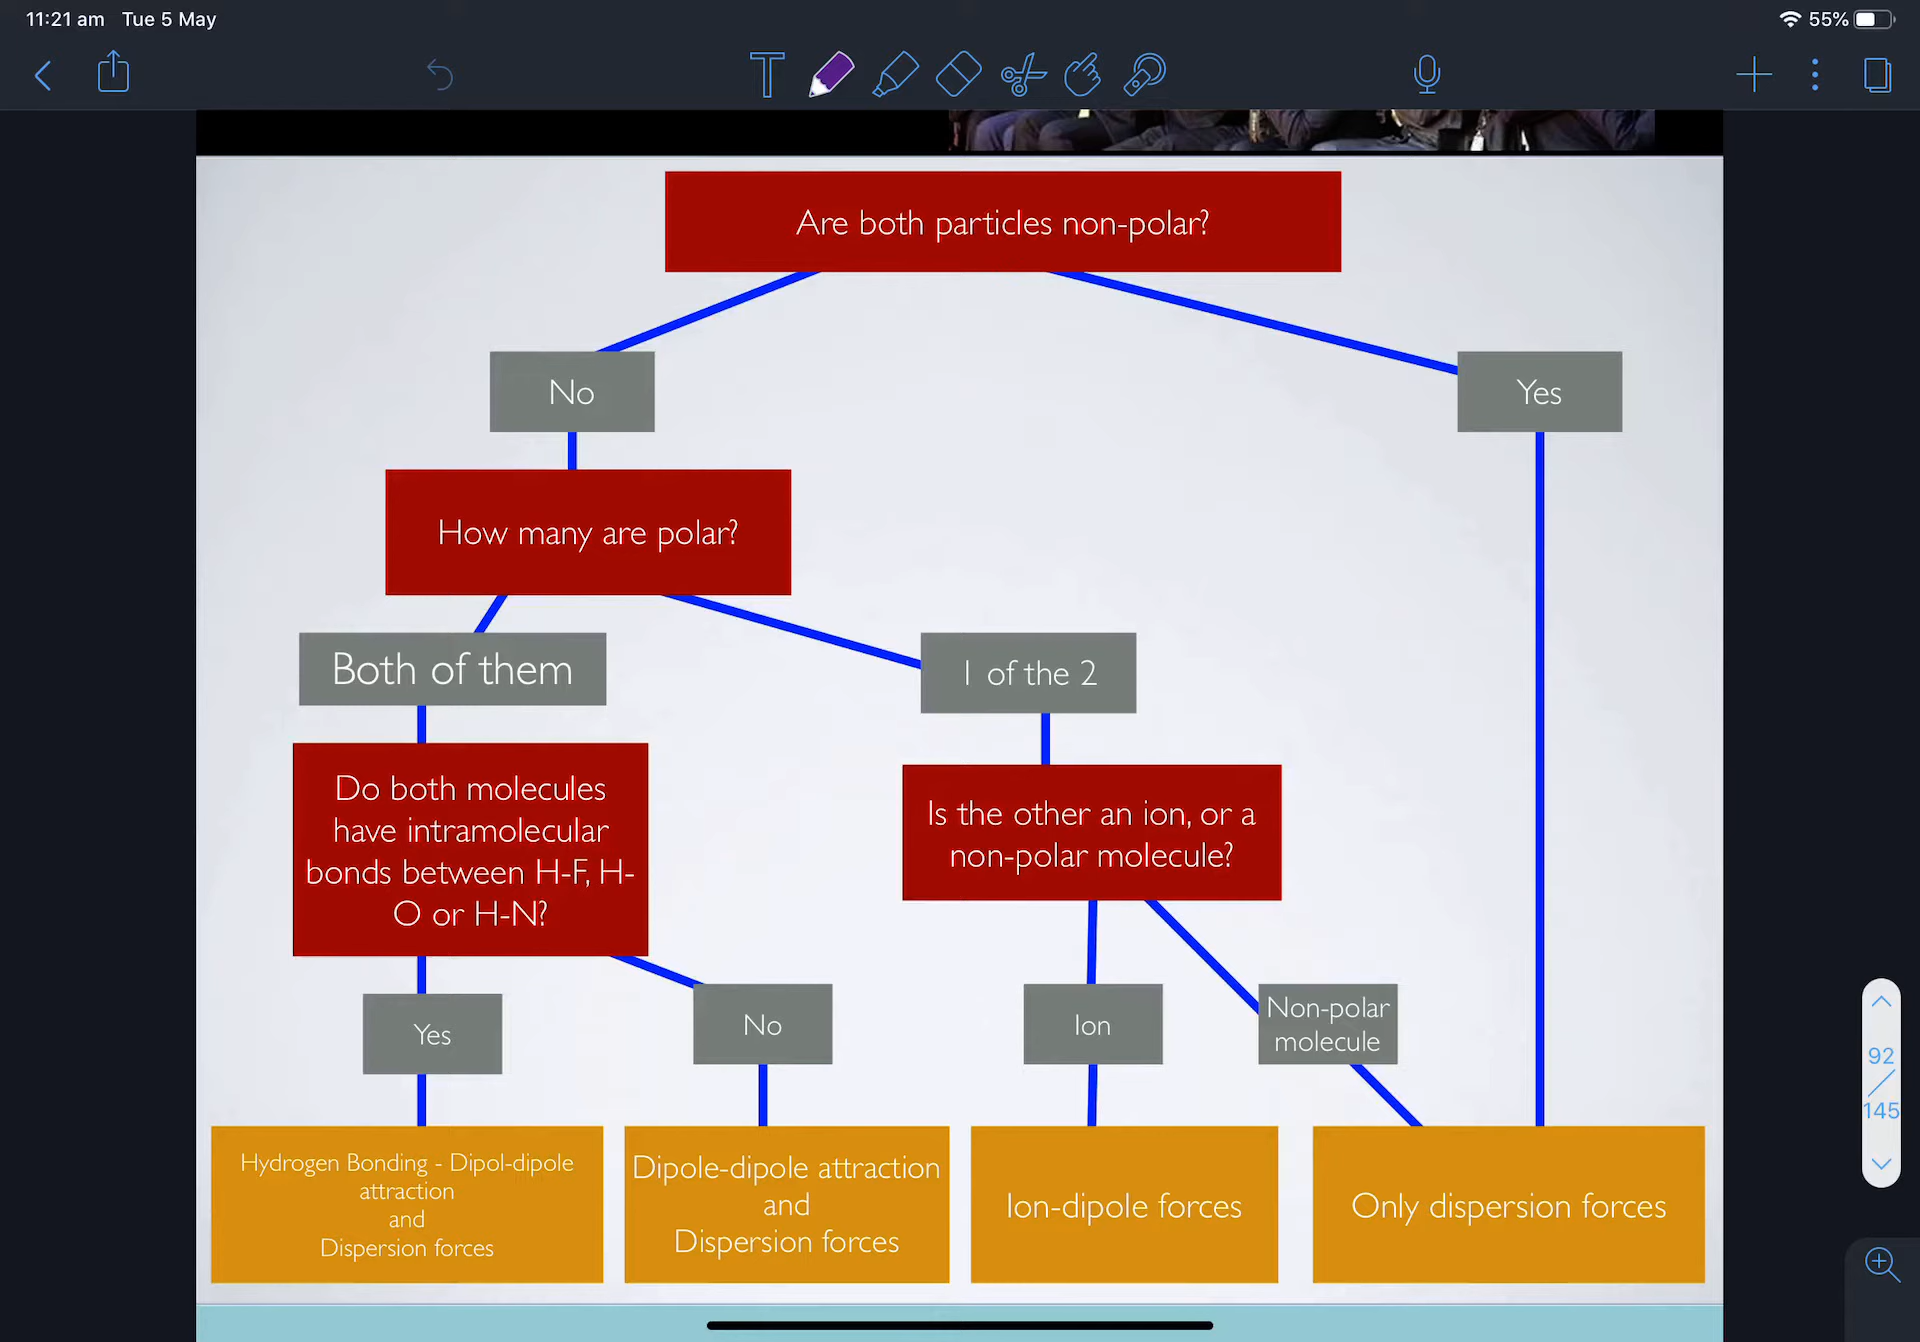 11:21 am Tue 5 May
55%
T
Are both particles non-polar?
No
Yes
How many are polar?
Both of them
1 of the 2
Do both molecules
have intramolecular
bonds between H-F, H-
O or H-N?
Is the other an ion, or a
non-polar molecule?
Yes
No
Ion
Non-polar
molecule
92
145
Hydrogen Bonding - Dipol-dipole
attraction
and
Dispersion forces
Dipole-dipole attraction
and
Dispersion forces
Ion-dipole forces
Only dispersion forces